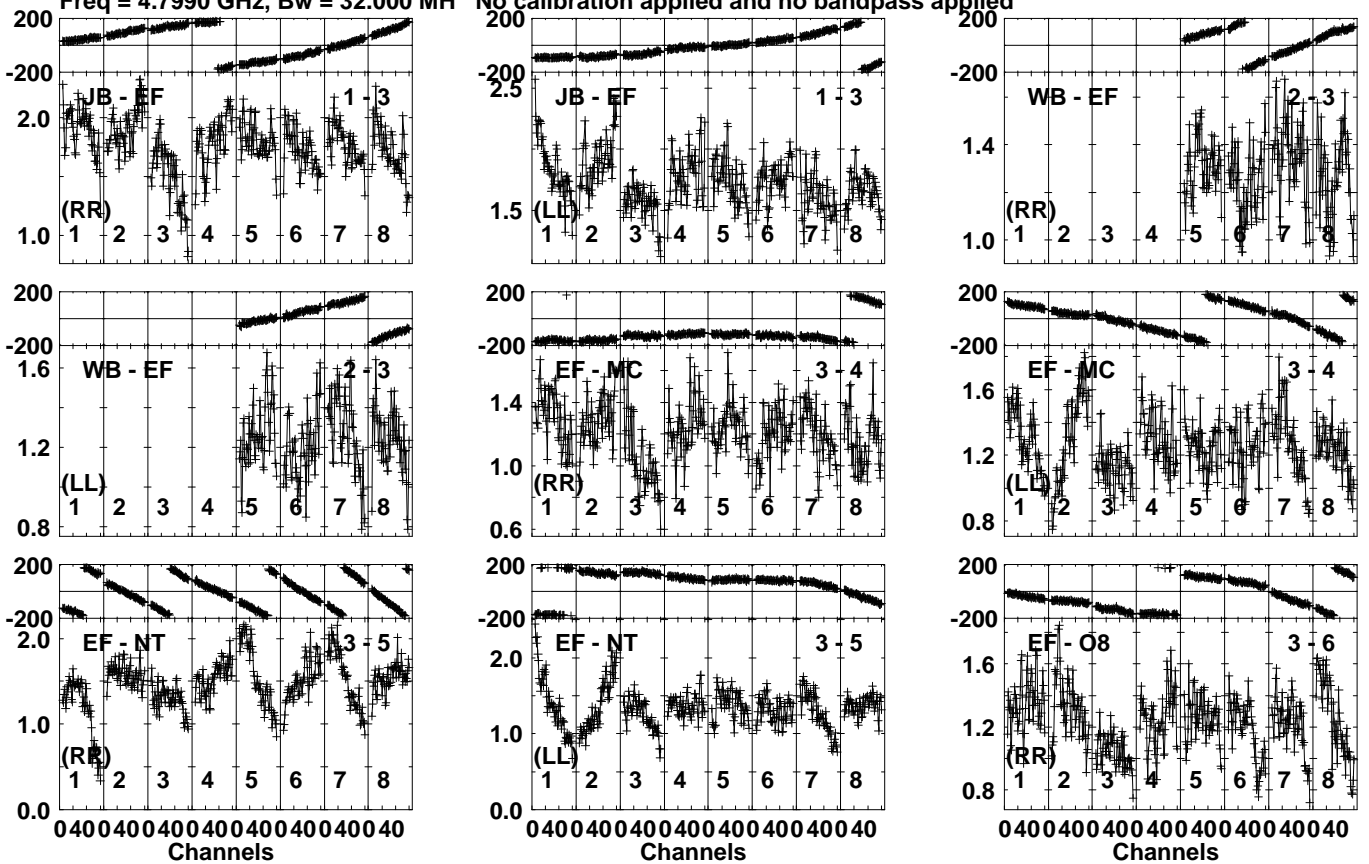 Freq = 4.7990 GHz, Bw = 32.000 MH No calibration applied and no bandpass applied
200
-200
JB - EF 1 - 3
2.0
1.0
(RR)
1 2 3 4 5 6 7 8
200
-200
JB - EF 1 - 3
2.5
1.5
(LL)
1 2 3 4 5 6 7 8
200
-200
WB - EF 2 - 3
1.4
1.0
(RR)
1 2 3 4 5 6 7 8
200
-200
WB - EF 2 - 3
1.6
1.2
0.8
(LL)
1 2 3 4 5 6 7 8
200
-200
EF - MC 3 - 4
1.4
1.0
0.6
(RR)
1 2 3 4 5 6 7 8
200
-200
EF - MC 3 - 4
1.6
1.2
0.8
(LL)
1 2 3 4 5 6 7 8
200
-200
EF - NT 3 - 5
2.0
1.0
0.0
(RR)
1 2 3 4 5 6 7 8
0 40 0 40 0 40 0 40 0 40 0 40 0 40 0 40
Channels
200
-200
EF - NT 3 - 5
2.0
1.0
0.0
(LL)
1 2 3 4 5 6 7 8
0 40 0 40 0 40 0 40 0 40 0 40 0 40 0 40
Channels
200
-200
EF - O8 3 - 6
1.6
1.2
0.8
(RR)
1 2 3 4 5 6 7 8
0 40 0 40 0 40 0 40 0 40 0 40 0 40 0 40
Channels